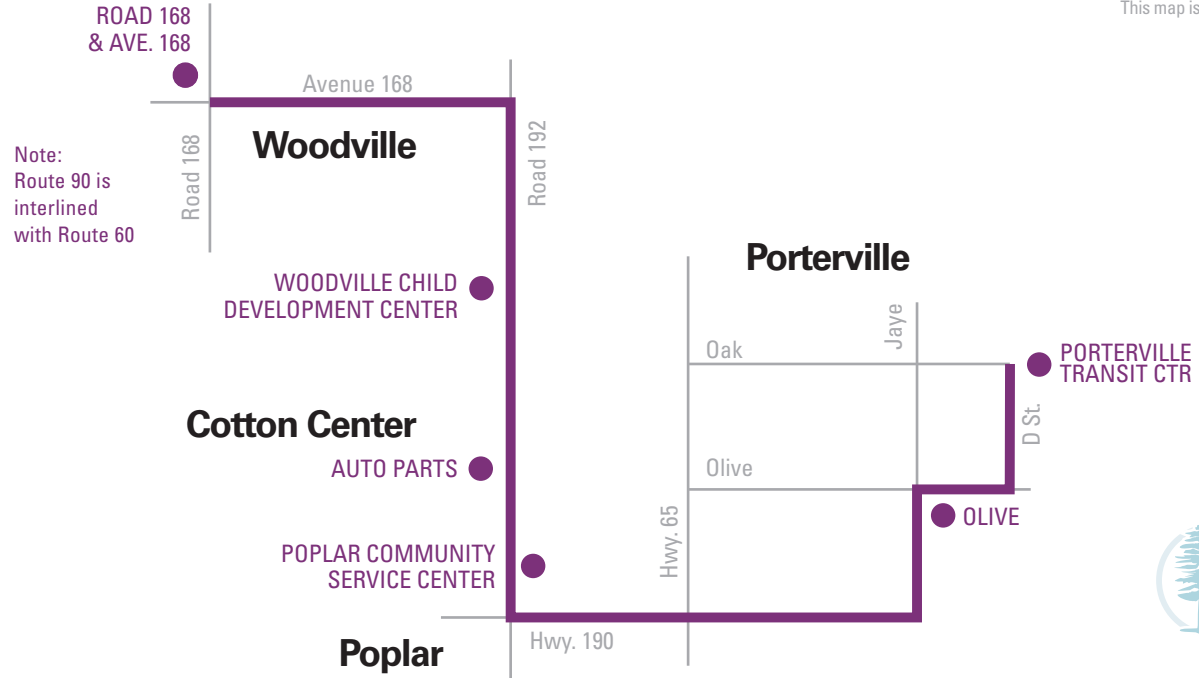 This map is
ROAD 168
& AVE. 168
Avenue 168
Woodville
Road 168
Road 192
Note:
Route 90 is
interlined
with Route 60
Porterville
WOODVILLE CHILD
DEVELOPMENT CENTER
Jaye
Oak
PORTERVILLE
TRANSIT CTR
D St.
Cotton Center
AUTO PARTS
Olive
OLIVE
Hwy. 65
POPLAR COMMUNITY
SERVICE CENTER
Hwy. 190
Poplar